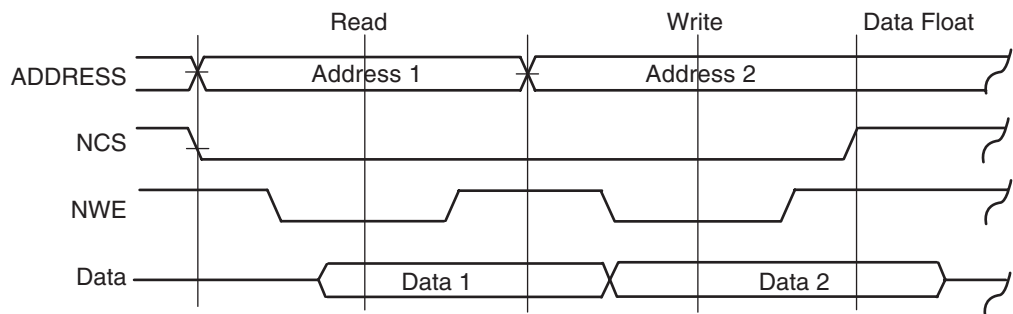 Read Write Data Float
ADDRESS Address 1 Address 2
NCS
NWE
Data Data 1 Data 2